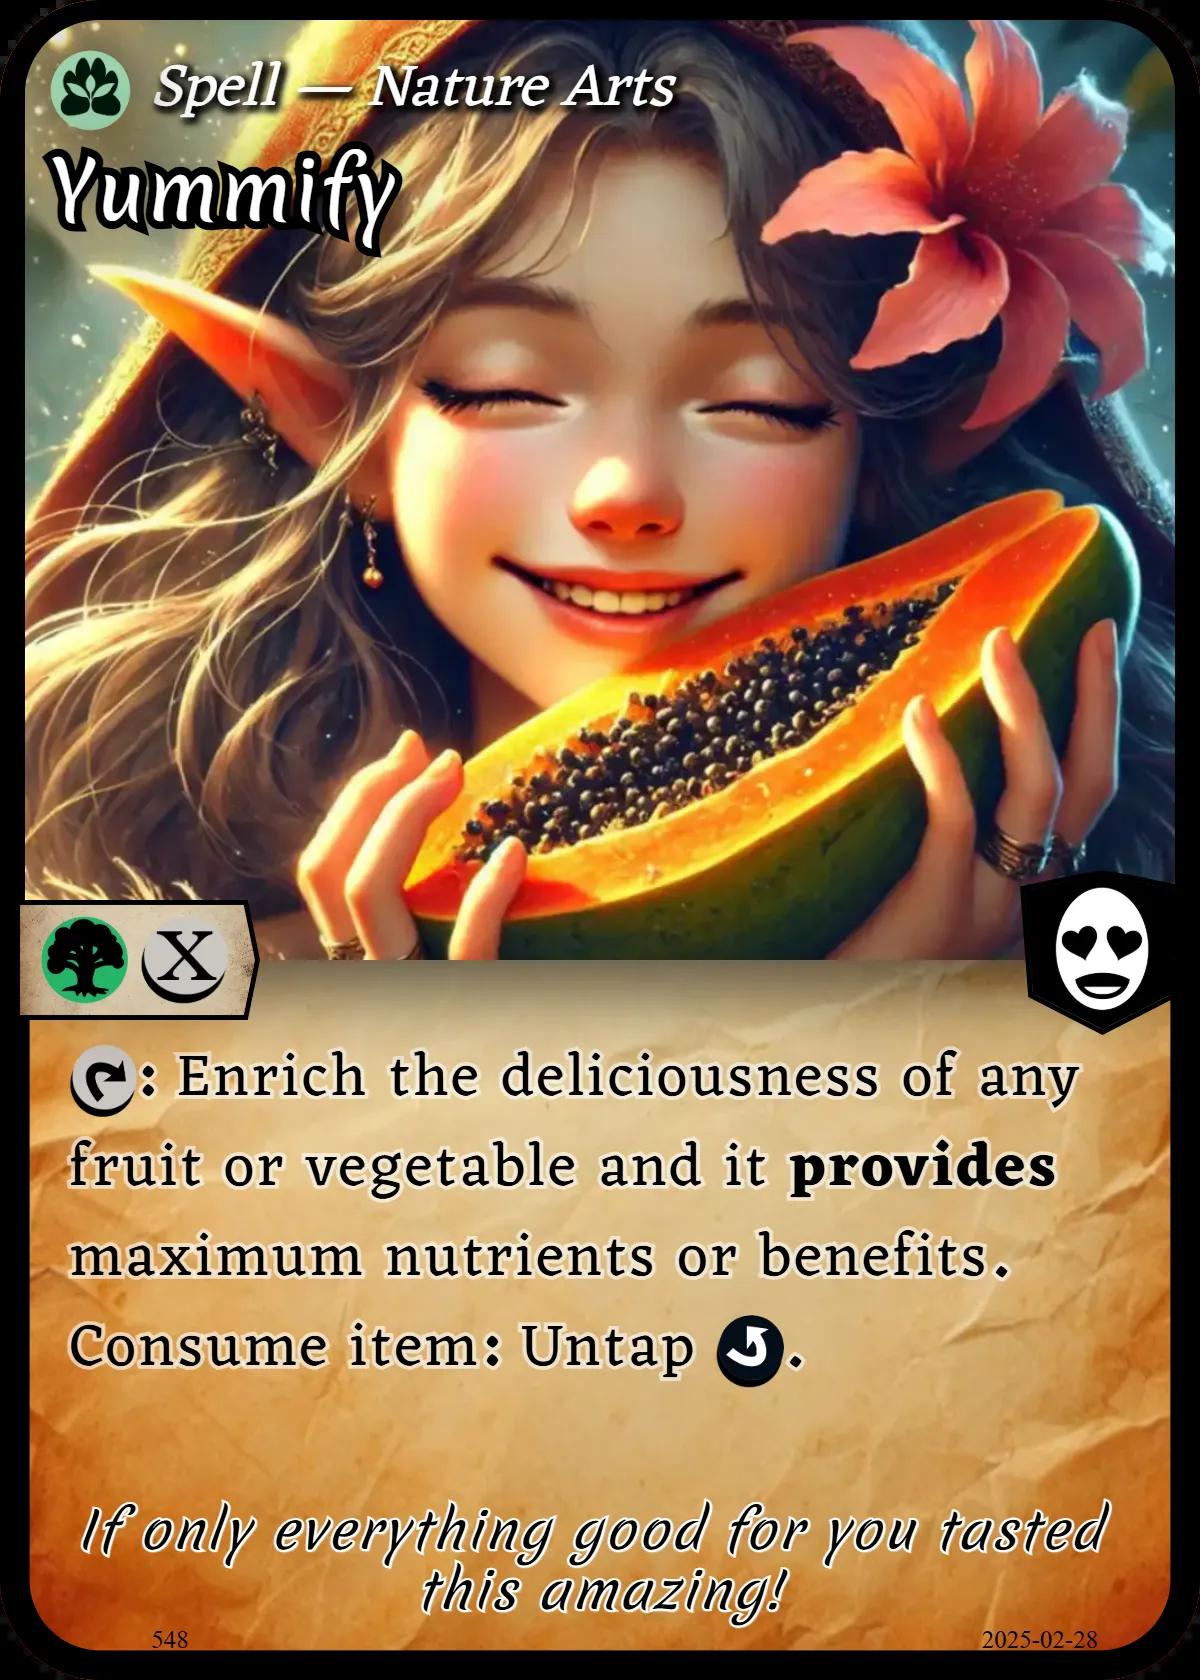 Spell — Nature Arts
Yummify
X
: Enrich the deliciousness of any
fruit or vegetable and it provides
maximum nutrients or benefits.
Consume item: Untap .
If only everything good for you tasted
this amazing!
548
2025-02-28